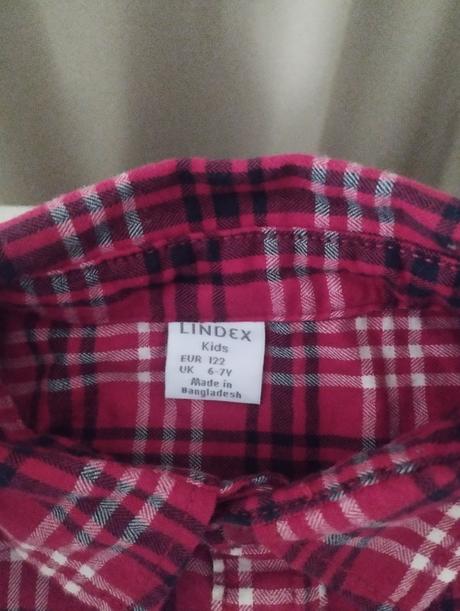 LINDEX
Kids
EUR 122
UK 6-7Y
Made in
Bangladesh